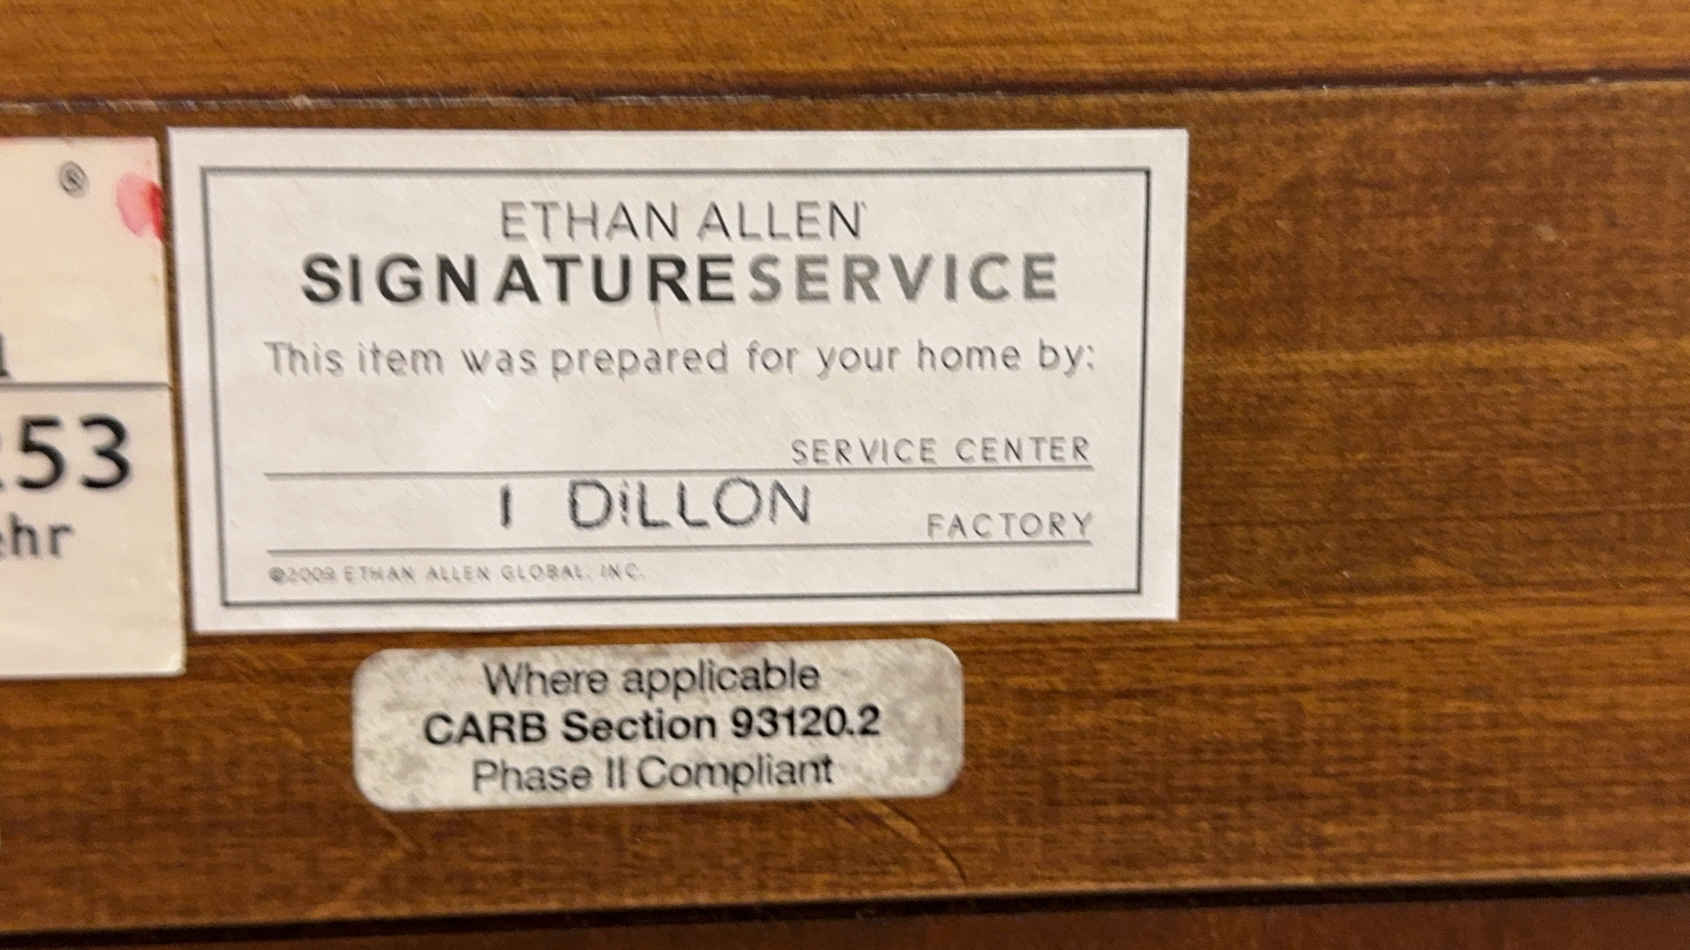 ®
53
ehr
ETHAN ALLEN®
SIGNATURESERVICE
This item was prepared for your home by:
SERVICE CENTER
I DiLLON FACTORY
©2009 ETHAN ALLEN GLOBAL, INC.
Where applicable
CARB Section 93120.2
Phase II Compliant